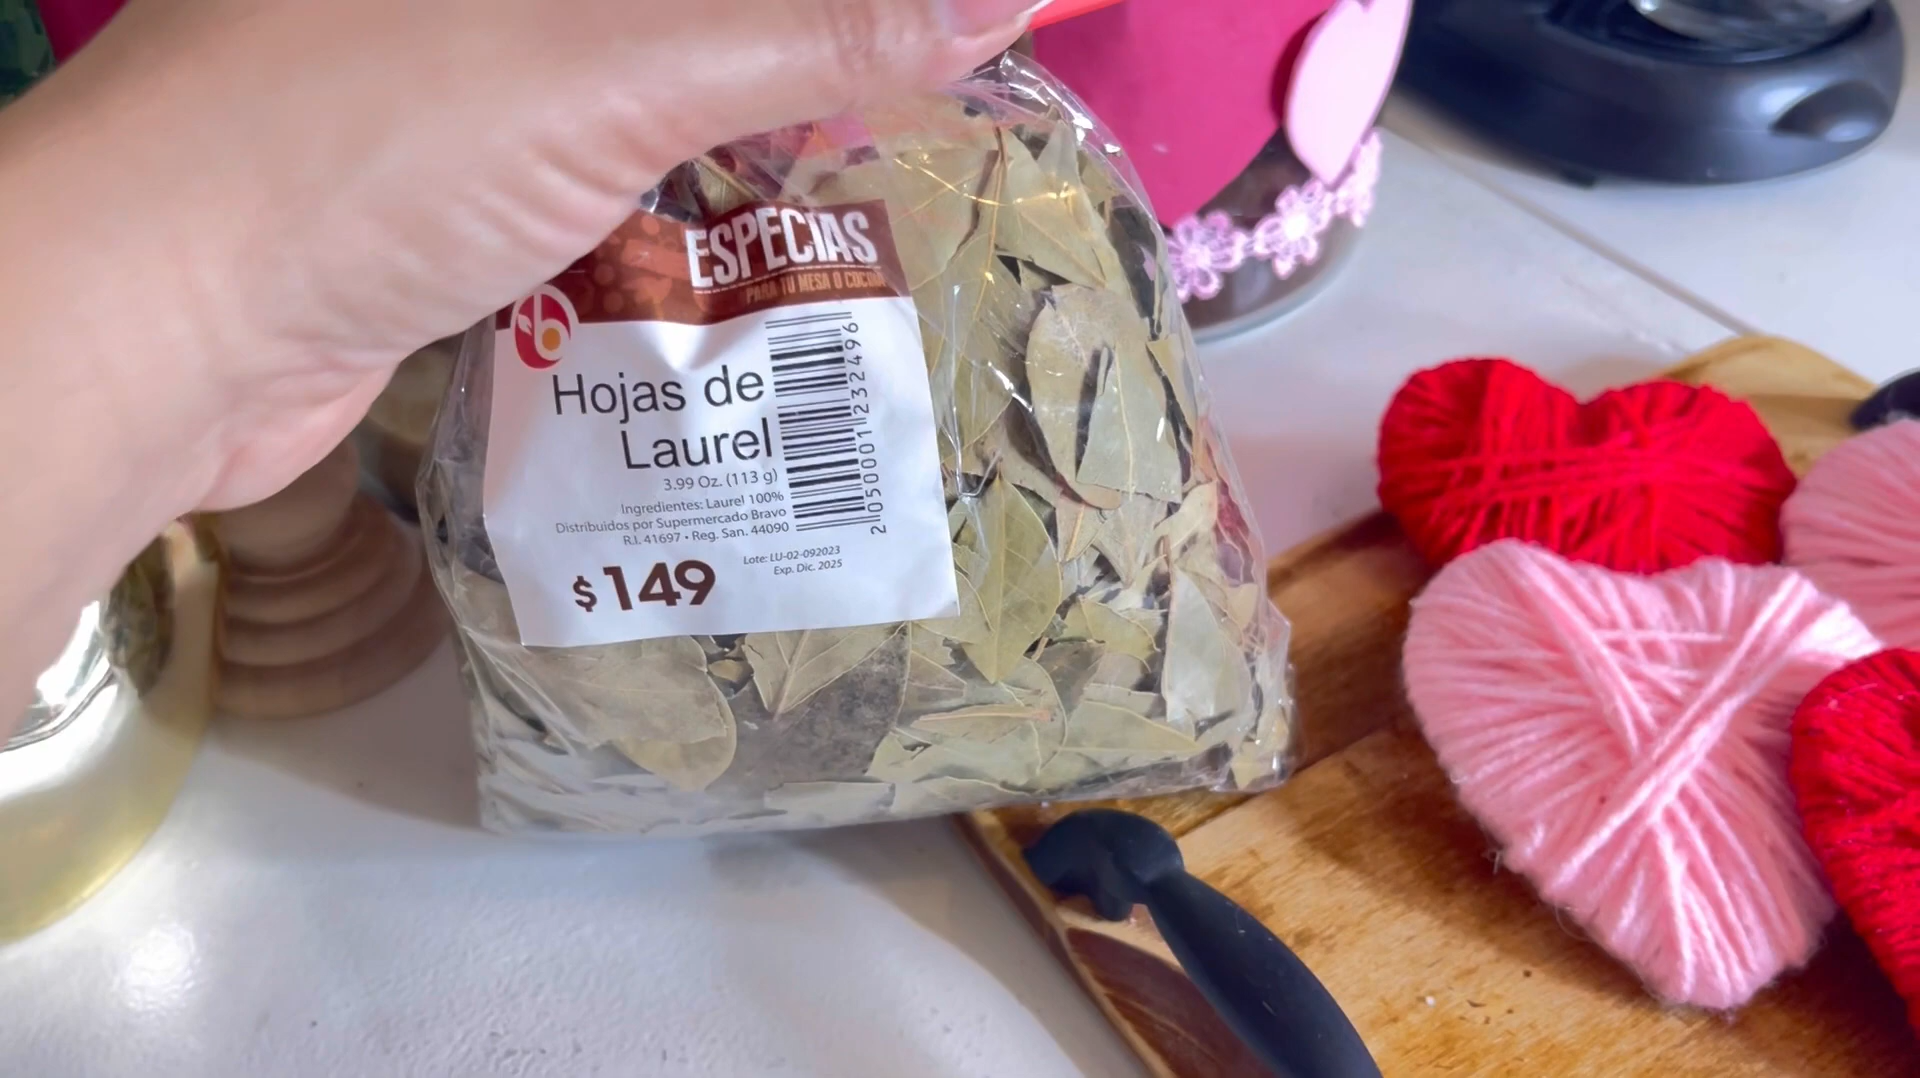 ESPECIAS
PARA TU MESA O COCINA
Hojas de
Laurel
3.99 Oz. (113 g)
Ingredientes: Laurel 100%
Distribuidos por Supermercado Bravo
R.I. 41697 • Reg. San. 44090
Lote: LU-02-092023
Exp. Dic. 2025
$149
2050001232496